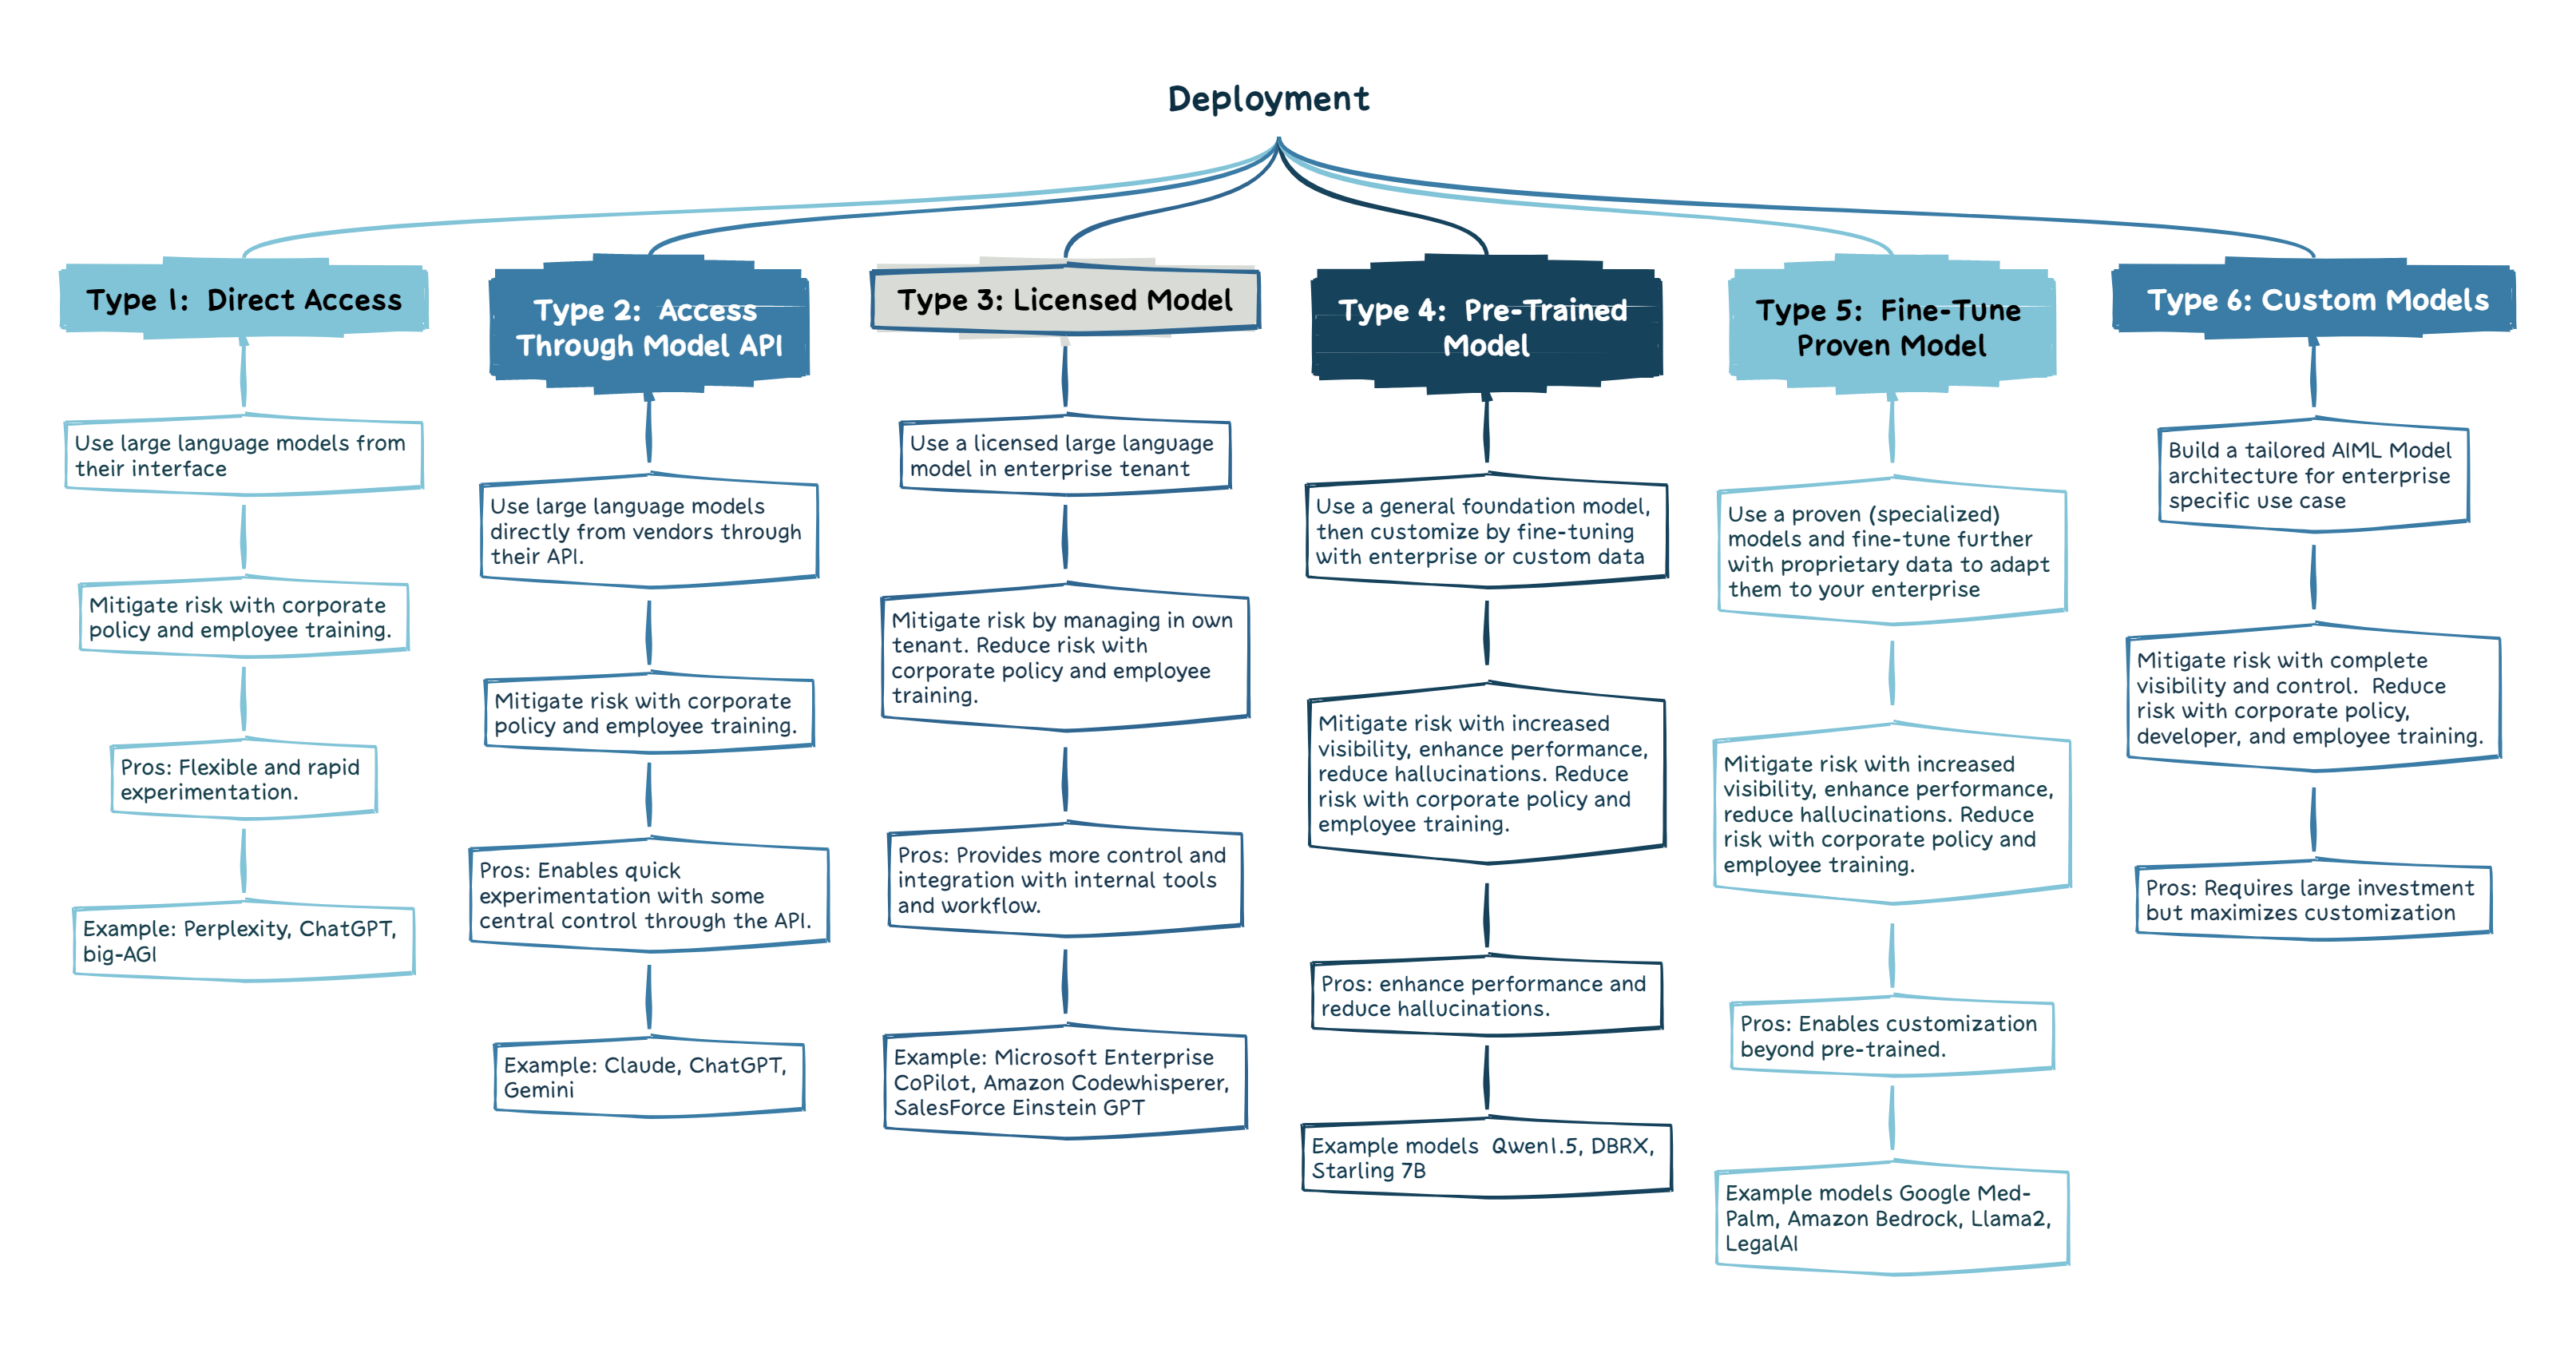 Deployment
Type 1:  Direct Access
Use large language models from
their interface
Mitigate risk with corporate
policy and employee training.
Pros: Flexible and rapid
experimentation.
Example: Perplexity, ChatGPT,
big-AGI
Type 2:  Access
Through Model API
Use large language models
directly from vendors through
their API.
Mitigate risk with corporate
policy and employee training.
Pros: Enables quick
experimentation with some
central control through the API.
Example: Claude, ChatGPT,
Gemini
Type 3: Licensed Model
Use a licensed large language
model in enterprise tenant
Mitigate risk by managing in own
tenant. Reduce risk with
corporate policy and employee
training.
Pros: Provides more control and
integration with internal tools
and workflow.
Example: Microsoft Enterprise
CoPilot, Amazon Codewhisperer,
SalesForce Einstein GPT
Type 4:  Pre-Trained
Model
Use a general foundation model,
then customize by fine-tuning
with enterprise or custom data
Mitigate risk with increased
visibility, enhance performance,
reduce hallucinations. Reduce
risk with corporate policy and
employee training.
Pros: enhance performance and
reduce hallucinations.
Example models  Qwen1.5, DBRX,
Starling 7B
Type 5:  Fine-Tune
Proven Model
Use a proven (specialized)
models and fine-tune further
with proprietary data to adapt
them to your enterprise
Mitigate risk with increased
visibility, enhance performance,
reduce hallucinations. Reduce
risk with corporate policy and
employee training.
Pros: Enables customization
beyond pre-trained.
Example models Google Med-
Palm, Amazon Bedrock, Llama2,
LegalAI
Type 6: Custom Models
Build a tailored AIML Model
architecture for enterprise
specific use case
Mitigate risk with complete
visibility and control.  Reduce
risk with corporate policy,
developer, and employee training.
Pros: Requires large investment
but maximizes customization